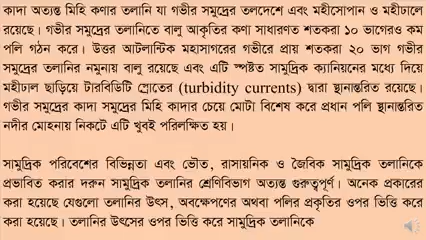 কাদা অত্যন্ত মিহি কণার তলানি যা গভীর সমুদ্রের তলদেশে এবং মহীসোপান ও মহীঢালে
রয়েছে। গভীর সমুদ্রের তলানিতে বালু আকৃতির কণা সাধারণত শতকরা ১০ ভাগেরও কম
পলি গঠন করে। উত্তর আটলান্টিক মহাসাগরের গভীরে প্রায় শতকরা ২০ ভাগ গভীর
সমুদ্রের তলানির নমুনায় বালু রয়েছে এবং এটি স্পষ্টত সামুদ্রিক ক্যানিয়নের মধ্যে দিয়ে
মহীঢাল ছাড়িয়ে টারবিডিটি স্রোতের (turbidity currents) দ্বারা স্থানান্তরিত রয়েছে।
গভীর সমুদ্রের কাদা সমুদ্রের মিহি কাদার চেয়ে মোটা বিশেষ করে প্রধান পলি স্থানান্তরিত
নদীর মোহনায় নিকটে এটি খুবই পরিলক্ষিত হয়।
সামুদ্রিক পরিবেশের বিভিন্নতা এবং ভৌত, রাসায়নিক ও জৈবিক সামুদ্রিক তলানিকে
প্রভাবিত করার দরুন সামুদ্রিক তলানির শ্রেণিবিভাগ অত্যন্ত গুরুত্বপূর্ণ। অনেক প্রকারের
করা হয়েছে যেগুলো তলানির উৎস, অবক্ষেপণের অথবা পলির প্রকৃতির ওপর ভিত্তি করে
করা হয়েছে। তলানির উৎসের ওপর ভিত্তি করে সামুদ্রিক তলানিকে